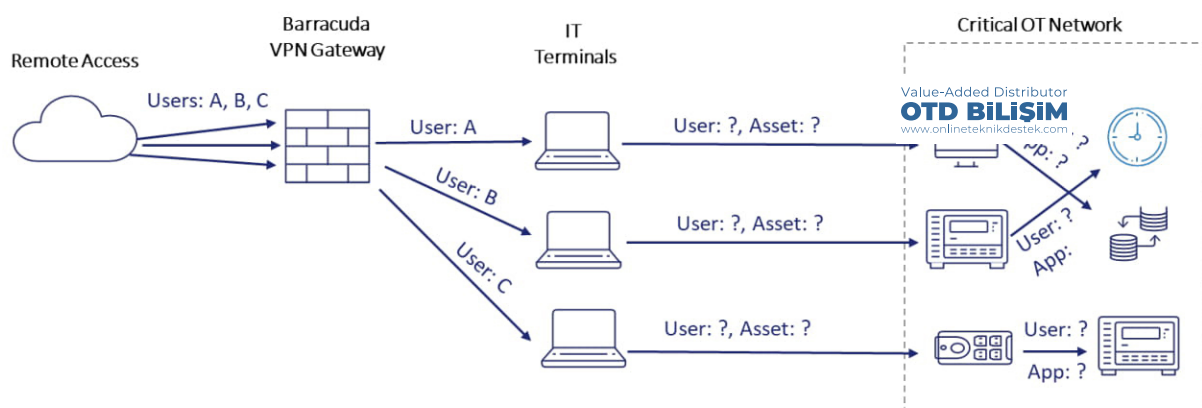 Barracuda
VPN Gateway
IT
Terminals
Critical OT Network
Remote Access
Users: A, B, C
Value-Added Distributor
OTD BİLİŞİM
www.onlineteknikdestek.com
User: A
User: ?, Asset: ?
?
App: ?
User: B
User: ?, Asset: ?
User: ?
App:
User: C
User: ?, Asset: ?
User: ?
App: ?